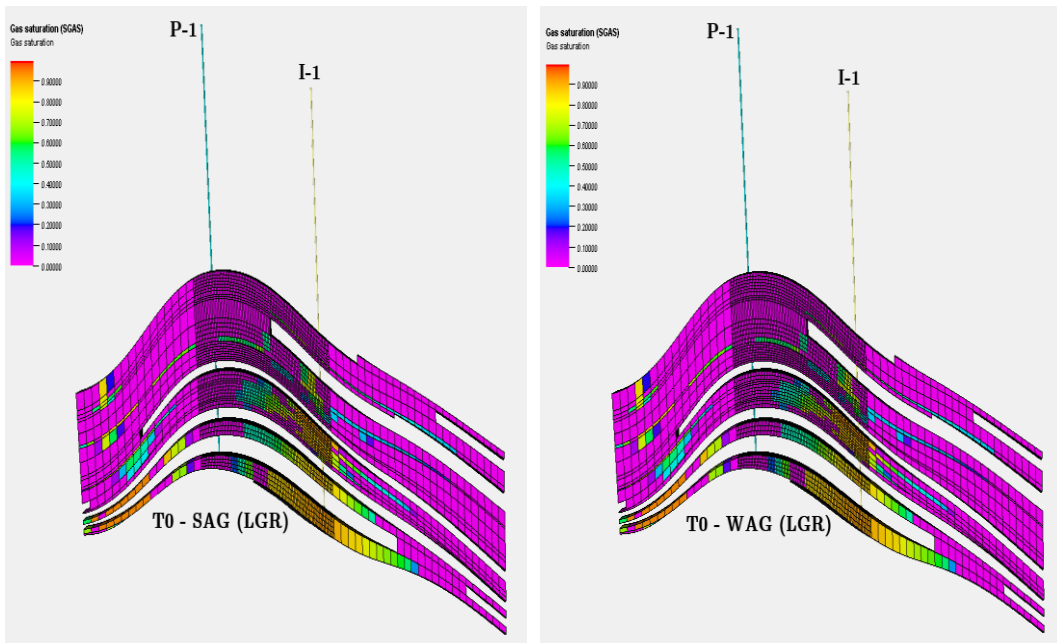 Gas saturation (SGAS)
Gas saturation
0.90000
0.80000
0.70000
0.60000
0.50000
0.40000
0.30000
0.20000
0.10000
0.00000
P-1
I-1
T0 - SAG (LGR)
Gas saturation (SGAS)
Gas saturation
0.90000
0.80000
0.70000
0.60000
0.50000
0.40000
0.30000
0.20000
0.10000
0.00000
P-1
I-1
T0 - WAG (LGR)